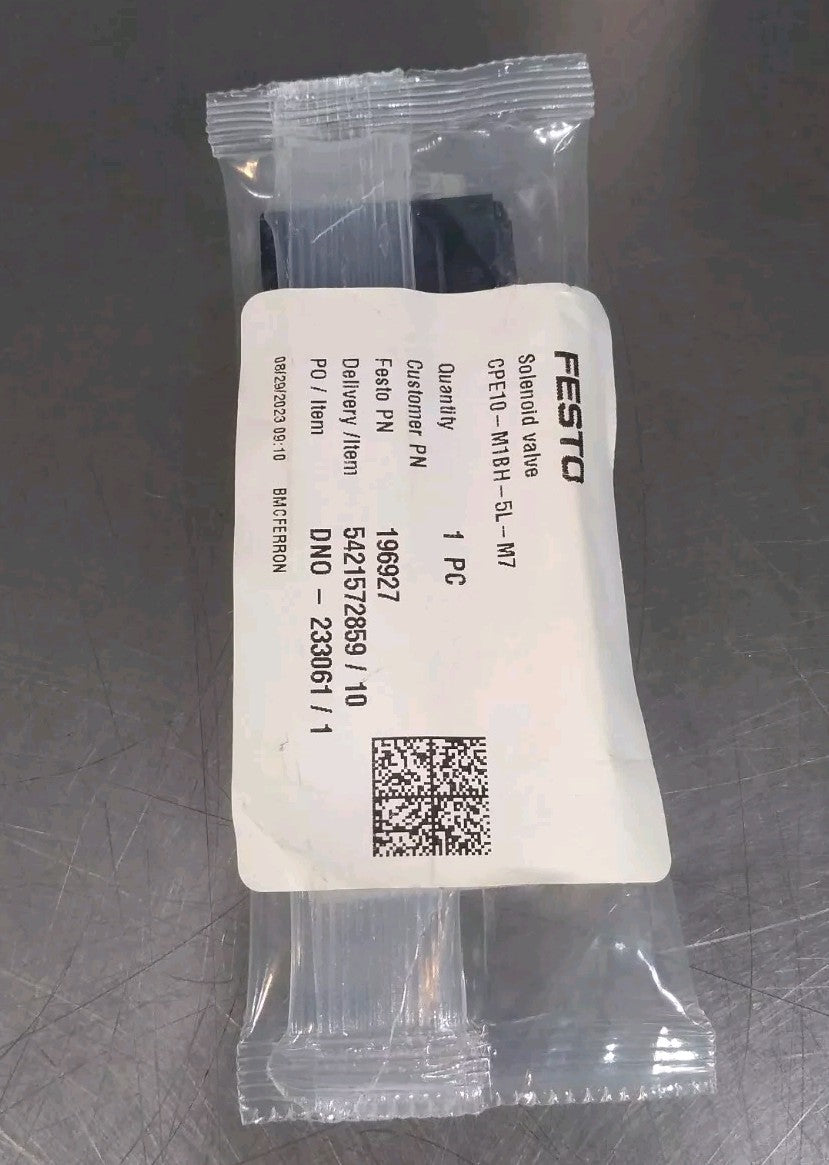 FESTO
Solenoid valve
CPE10-M1BH-5L-M7
Quantity 1 PC
Customer PN
Festo PN 196927
Delivery /Item 5421572859 / 10
PO / Item DNO - 233061 / 1
08/29/2023 09:10 BMCFERRON